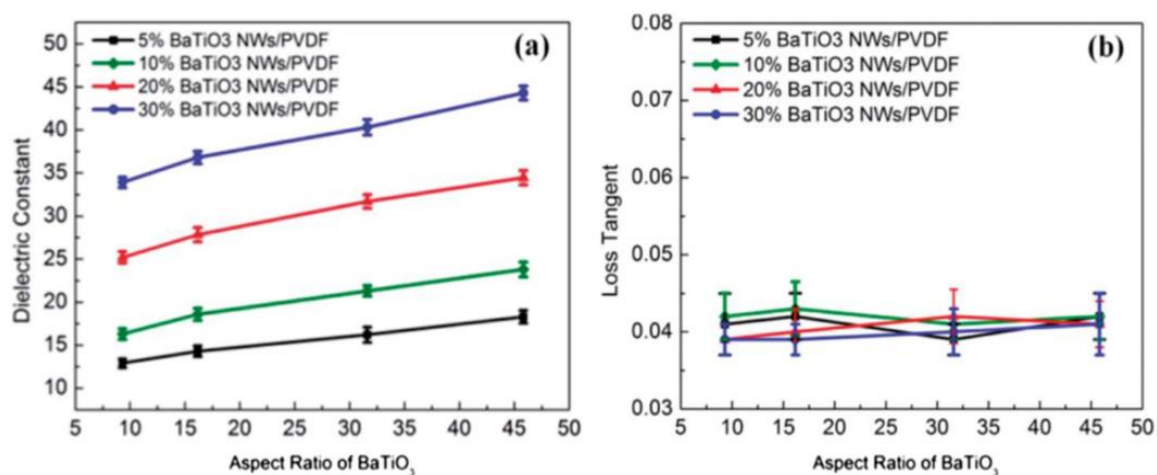 (a)
5% BaTiO3 NWs/PVDF
10% BaTiO3 NWs/PVDF
20% BaTiO3 NWs/PVDF
30% BaTiO3 NWs/PVDF
Dielectric Constant
50
45
40
35
30
25
20
15
10
5 10 15 20 25 30 35 40 45 50
Aspect Ratio of BaTiO₃
(b)
5% BaTiO3 NWs/PVDF
10% BaTiO3 NWs/PVDF
20% BaTiO3 NWs/PVDF
30% BaTiO3 NWs/PVDF
Loss Tangent
0.08
0.07
0.06
0.05
0.04
0.03
5 10 15 20 25 30 35 40 45 50
Aspect Ratio of BaTiO₃